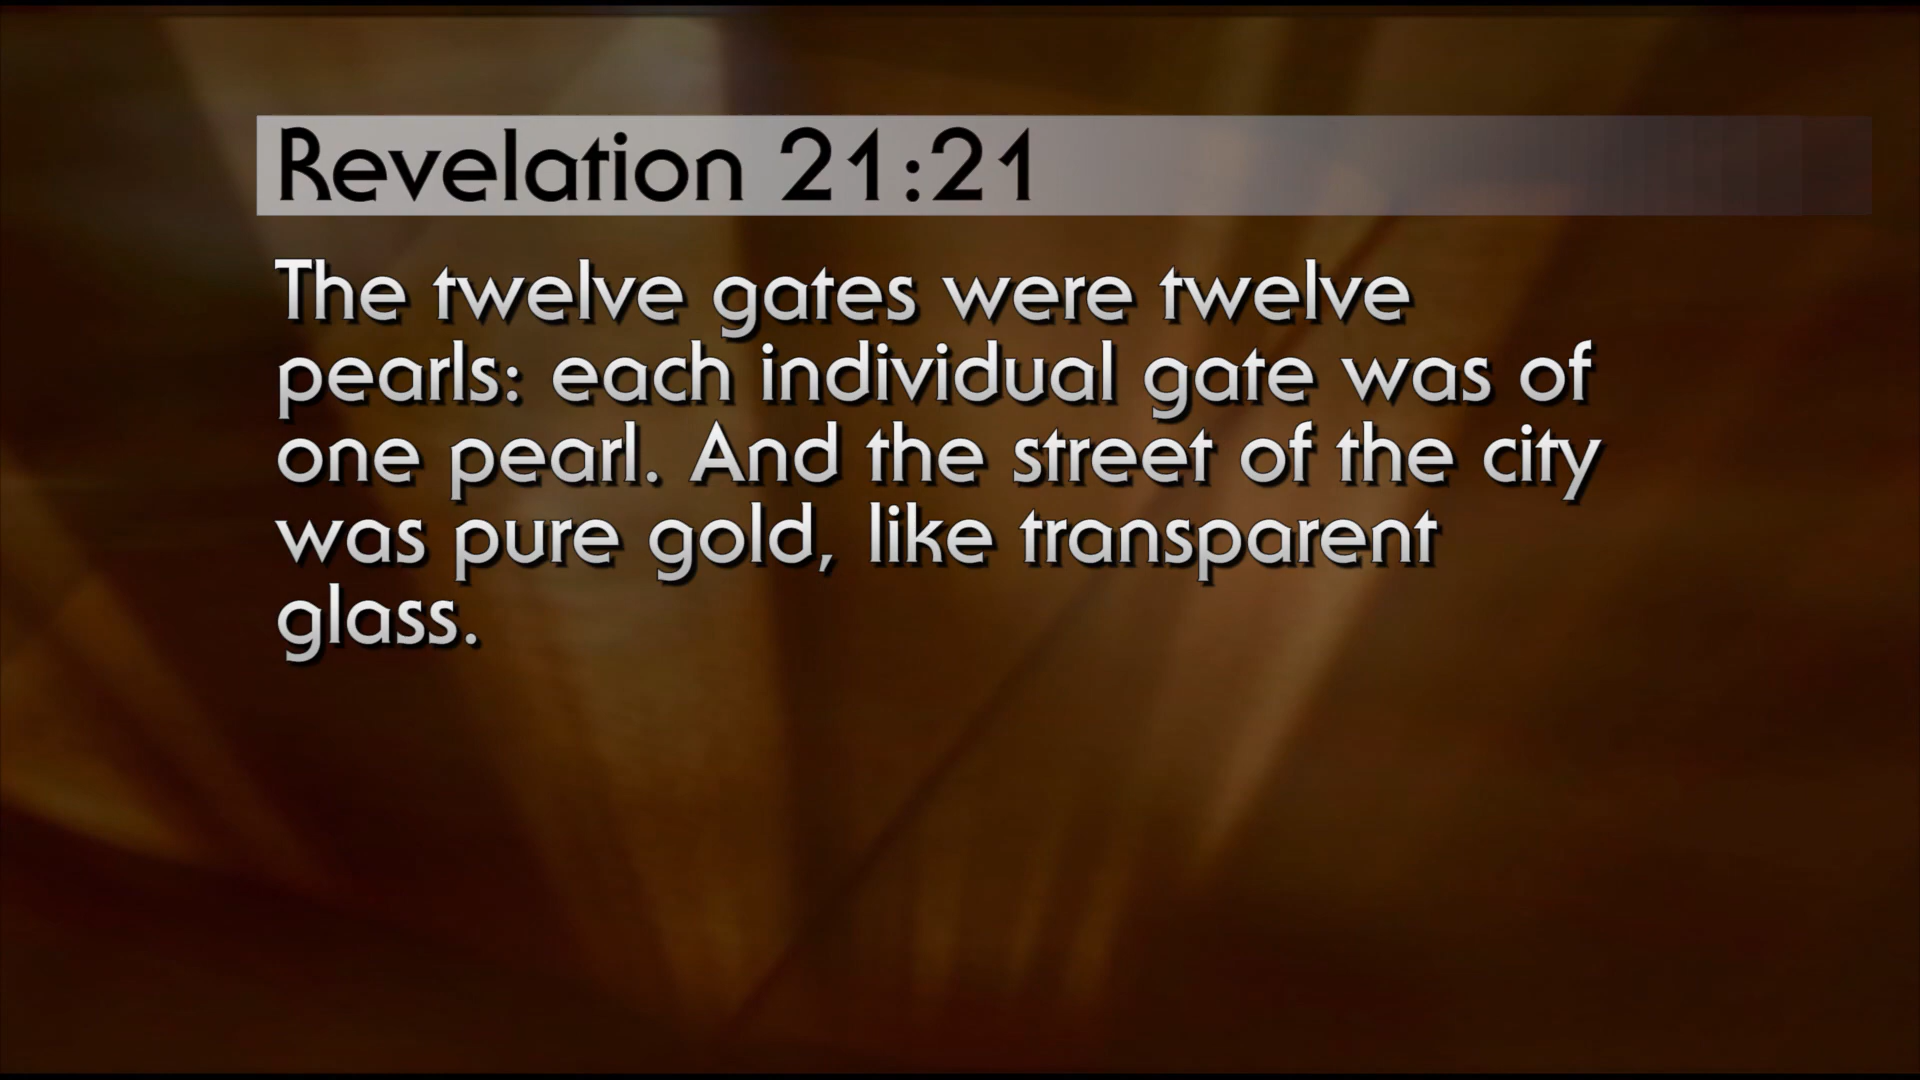 Revelation 21:21
The twelve gates were twelve
pearls: each individual gate was of
one pearl. And the street of the city
was pure gold, like transparent
glass.